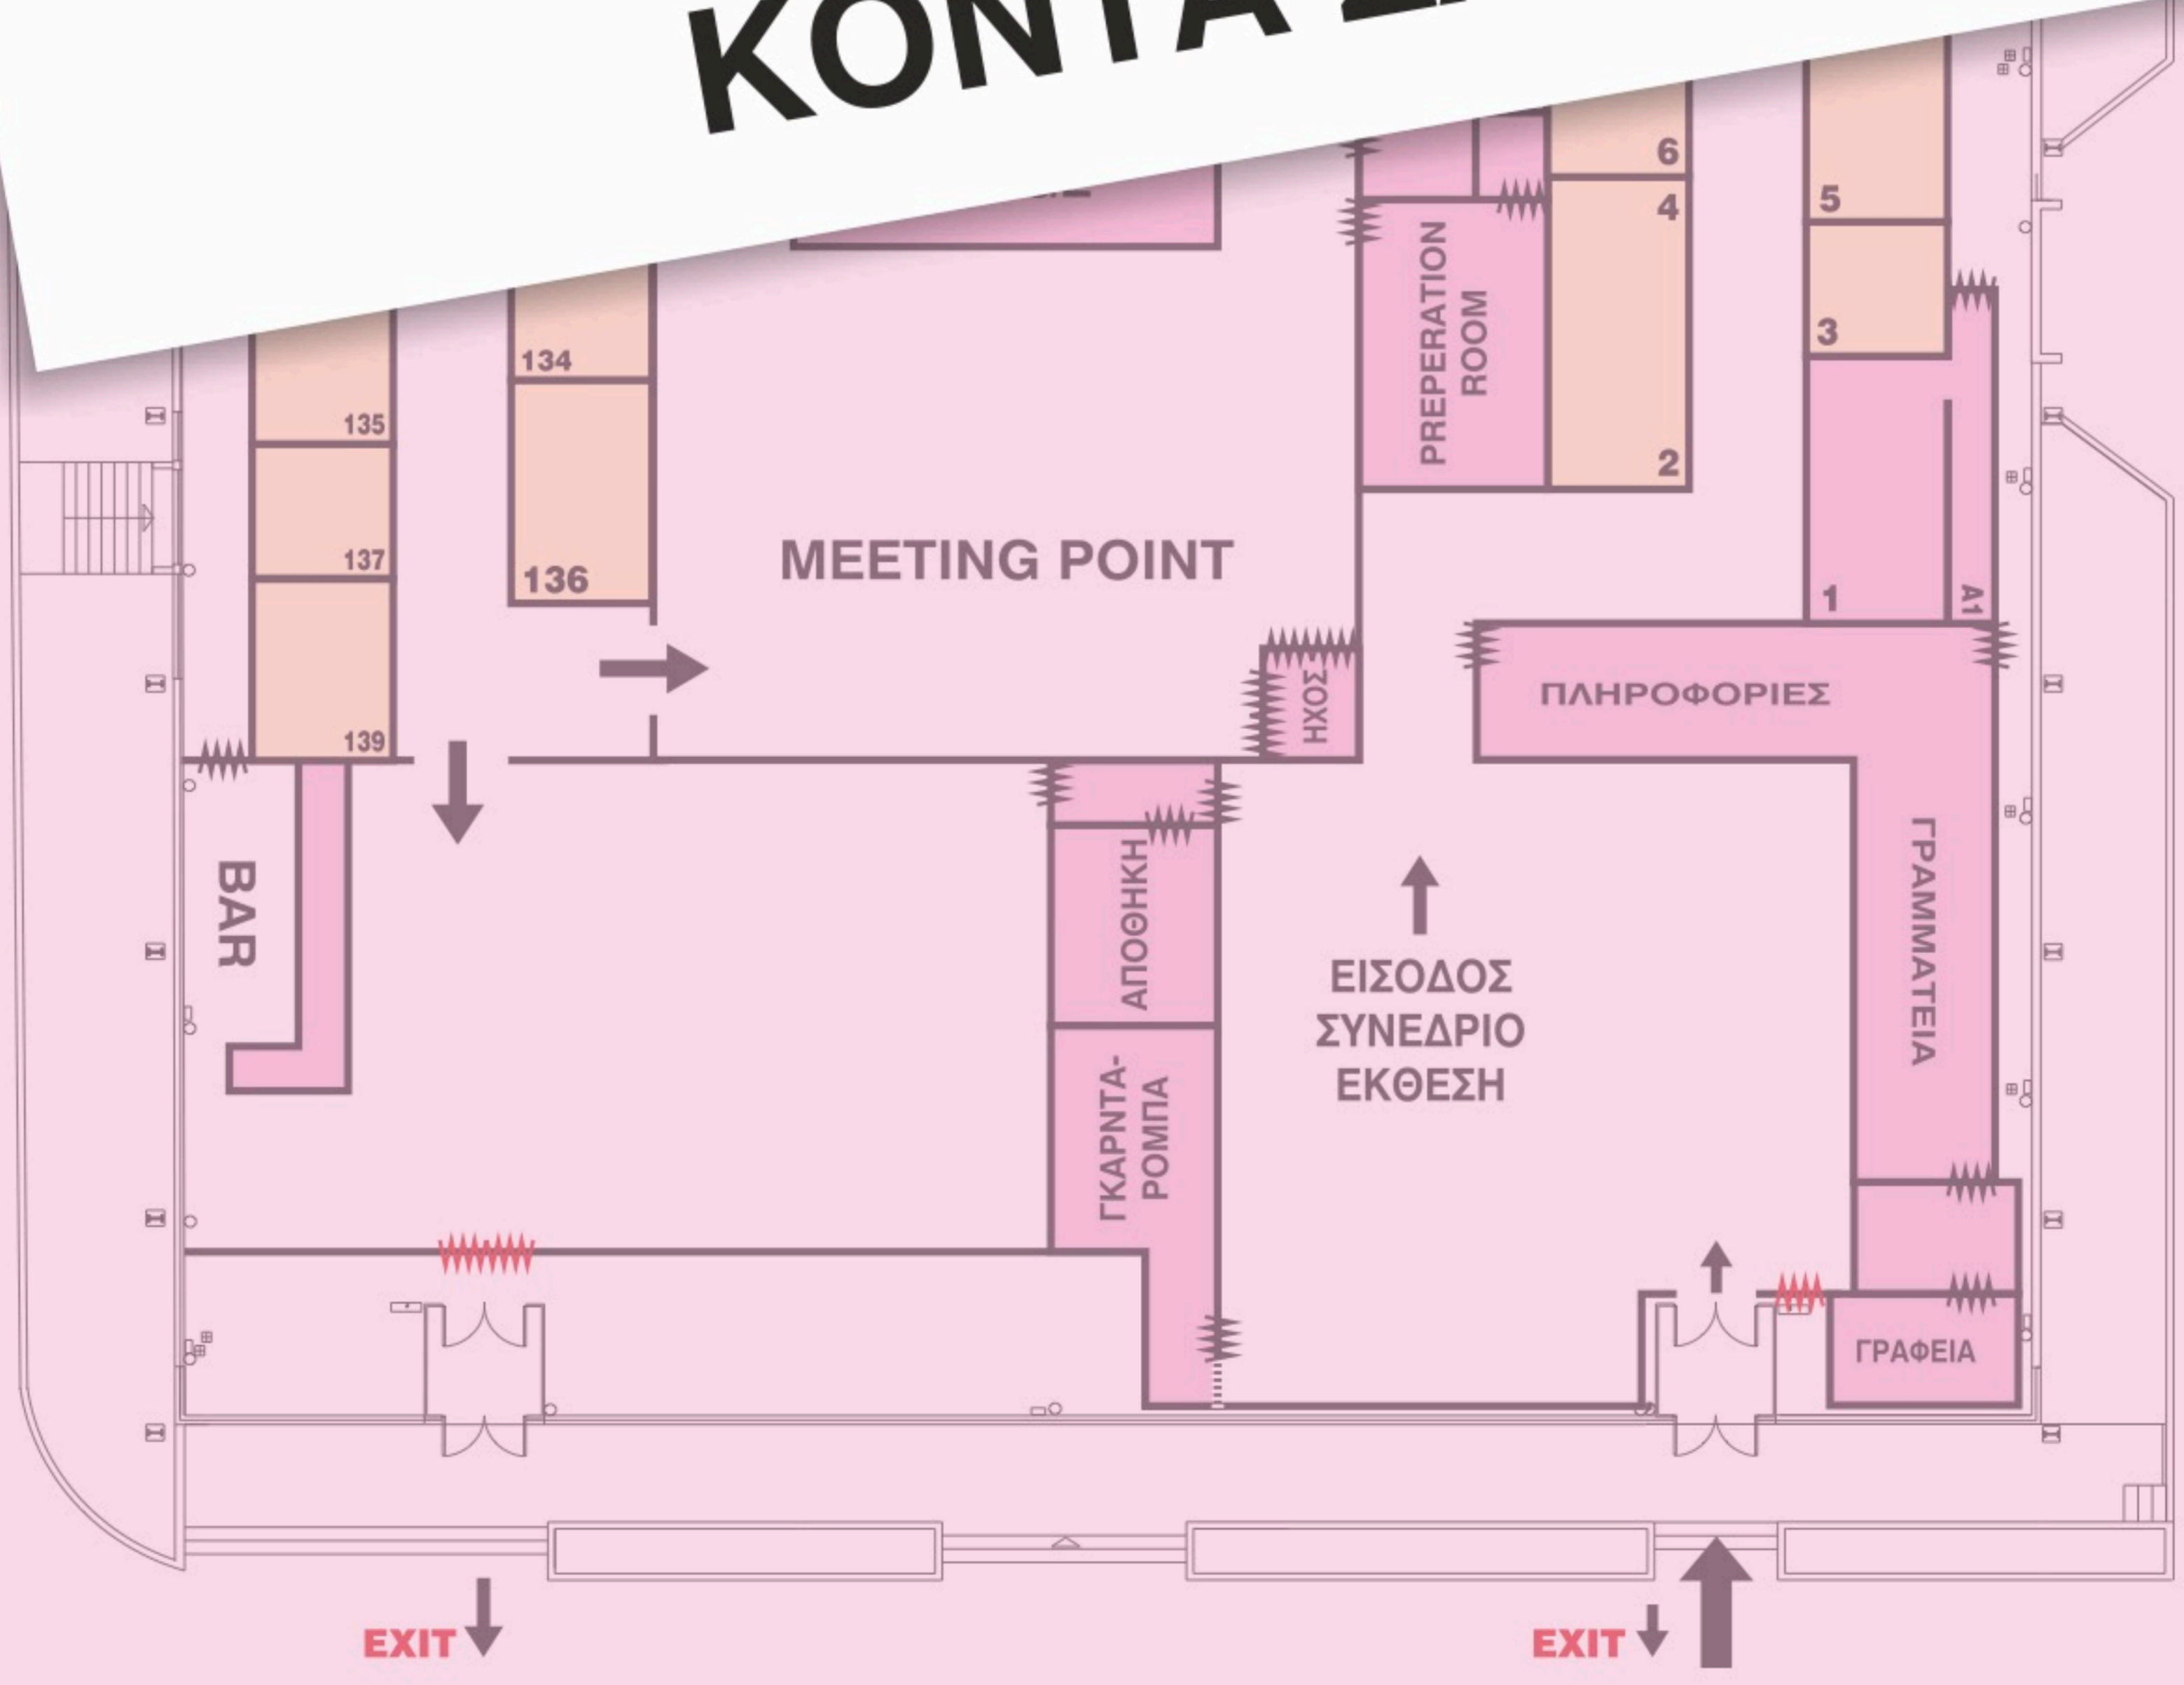 ΚΟΝΤΑ
6
4
5
PREPERATION
ROOM
3
134
135
2
137
136
MEETING POINT
1
A1
ΗΧΟΣ
ΠΛΗΡΟΦΟΡΙΕΣ
139
BAR
ΑΠΟΘΗΚΗ
ΓΡΑΜΜΑΤΕΙΑ
ΕΙΣΟΔΟΣ
ΣΥΝΕΔΡΙΟ
ΕΚΘΕΣΗ
ΓΚΑΡΝΤΑ-
ΡΟΜΠΑ
ΓΡΑΦΕΙΑ
EXIT
EXIT